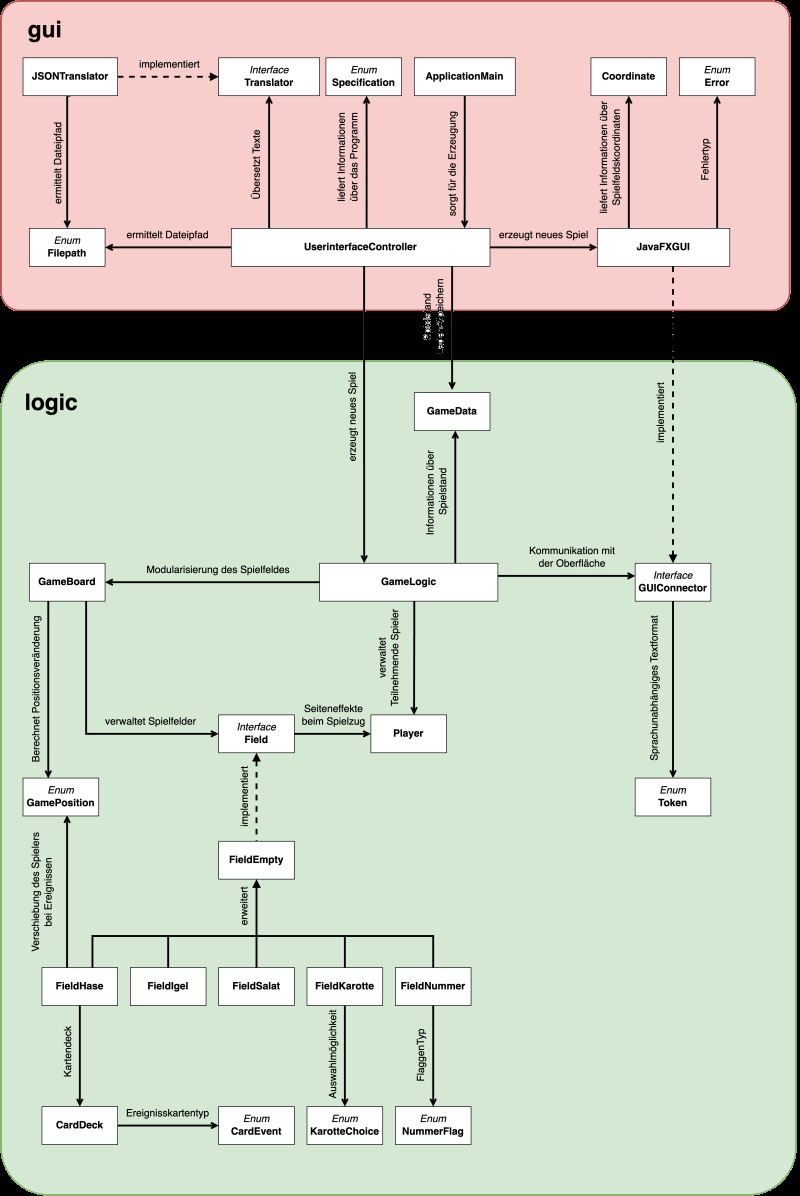 gui
implementiert
JSONTranslator
Interface
Translator
Enum
Specification
ApplicationMain
Coordinate
Enum
Error
ermittelt Dateipfad
Übersetzt Texte
liefert Informationen
über das Programm
sorgt für die Erzeugung
liefert Informationen über
Spielfeldskoordinaten
Fehlertyp
Enum
Filepath
ermittelt Dateipfad
UserinterfaceController
erzeugt neues Spiel
JavaFXGUI
logic
erzeugt neues Spiel
GameData
implementiert
Informationen über
Spielstand
GameBoard
Modularisierung des Spielfeldes
GameLogic
Kommunikation mit
der Oberfläche
Interface
GUIConnector
Berechnet Positionsveränderung
verwaltet
Teilnehmende Spieler
Sprachunabhängiges Textformat
verwaltet Spielfelder
Interface
Field
Seiteneffekte
beim Spielzug
Player
Enum
GamePosition
implementiert
Enum
Token
Verschiebung des Spielers
bei Ereignissen
FieldEmpty
erweitert
FieldHase
FieldIgel
FieldSalat
FieldKarotte
FieldNummer
Kartendeck
Auswahlmöglichkeit
FlaggenTyp
CardDeck
Ereignisskartentyp
Enum
CardEvent
Enum
KarotteChoice
Enum
NummerFlag